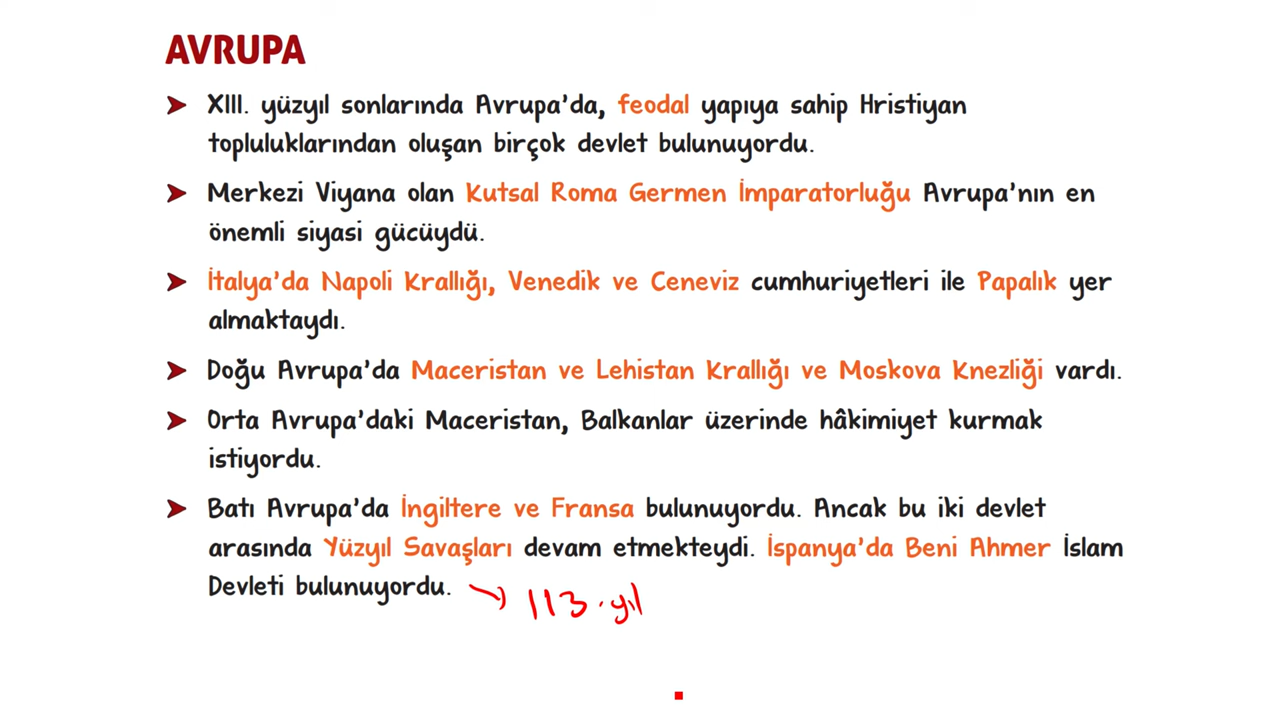 AVRUPA
XIII. yüzyıl sonlarında Avrupa'da, feodal yapıya sahip Hristiyan
topluluklarından oluşan birçok devlet bulunuyordu.
Merkezi Viyana olan Kutsal Roma Germen İmparatorluğu Avrupa'nın en
önemli siyasi gücüydü.
İtalya'da Napoli Krallığı, Venedik ve Ceneviz cumhuriyetleri ile Papalık yer
almaktaydı.
Doğu Avrupa'da Maceristan ve Lehistan Krallığı ve Moskova Knezliği vardı.
Orta Avrupa'daki Maceristan, Balkanlar üzerinde hâkimiyet kurmak
istiyordu.
Batı Avrupa'da İngiltere ve Fransa bulunuyordu. Ancak bu iki devlet
arasında Yüzyıl Savaşları devam etmekteydi. İspanya'da Beni Ahmer İslam
Devleti bulunuyordu.
113.yıl